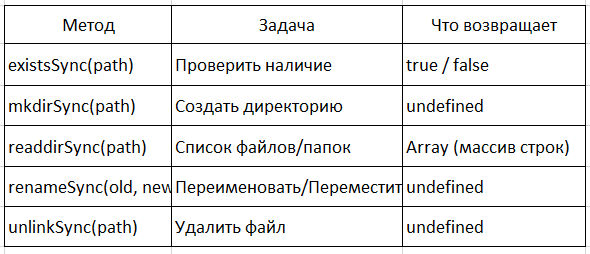 Метод Задача Что возвращает
existsSync(path) Проверить наличие true / false
mkdirSync(path) Создать директорию undefined
readdirSync(path) Список файлов/папок Array (массив строк)
renameSync(old, new Переименовать/Переместит undefined
unlinkSync(path) Удалить файл undefined